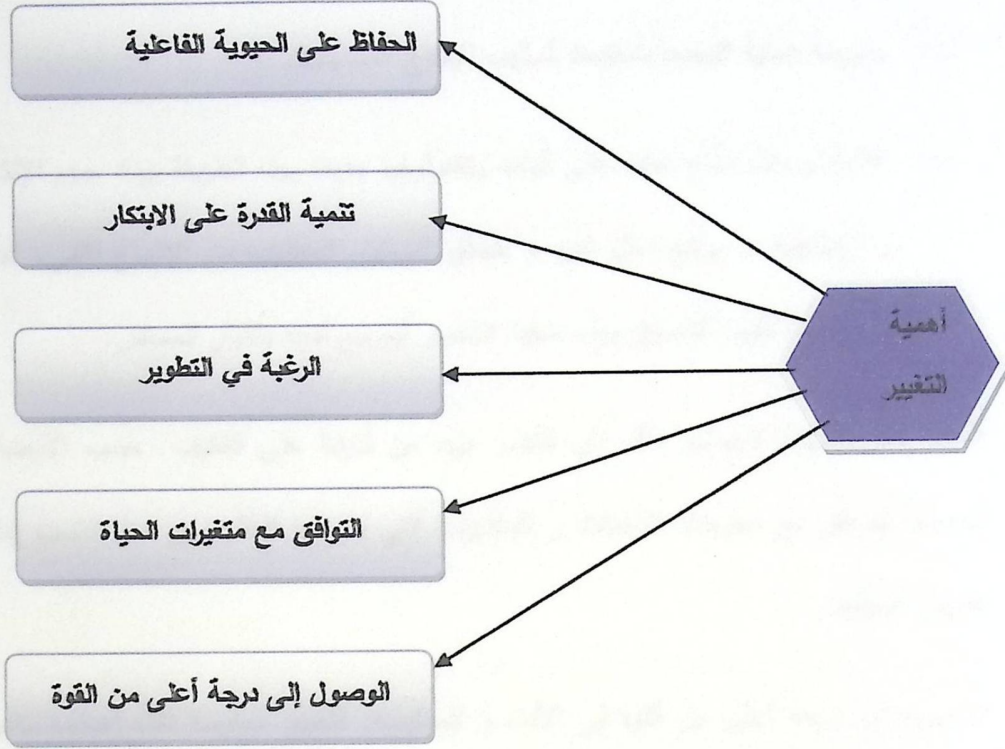 الحفاظ على الحيوية الفاعلية
تنمية القدرة على الابتكار
أهمية
التغيير
الرغبة في التطوير
التوافق مع متغيرات الحياة
الوصول إلى درجة أعلى من القوة